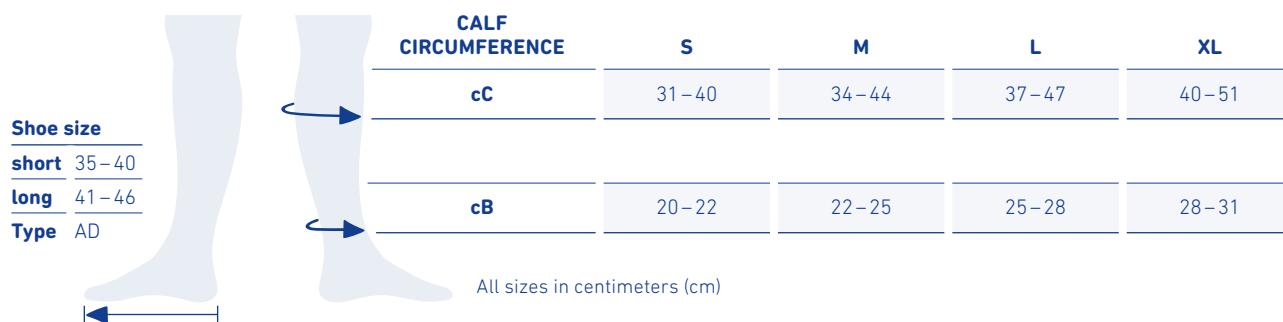 CALF
CIRCUMFERENCE S M L XL
cC 31–40 34–44 37–47 40–51
Shoe size
short 35–40
long 41–46
Type AD
cB 20–22 22–25 25–28 28–31
All sizes in centimeters (cm)